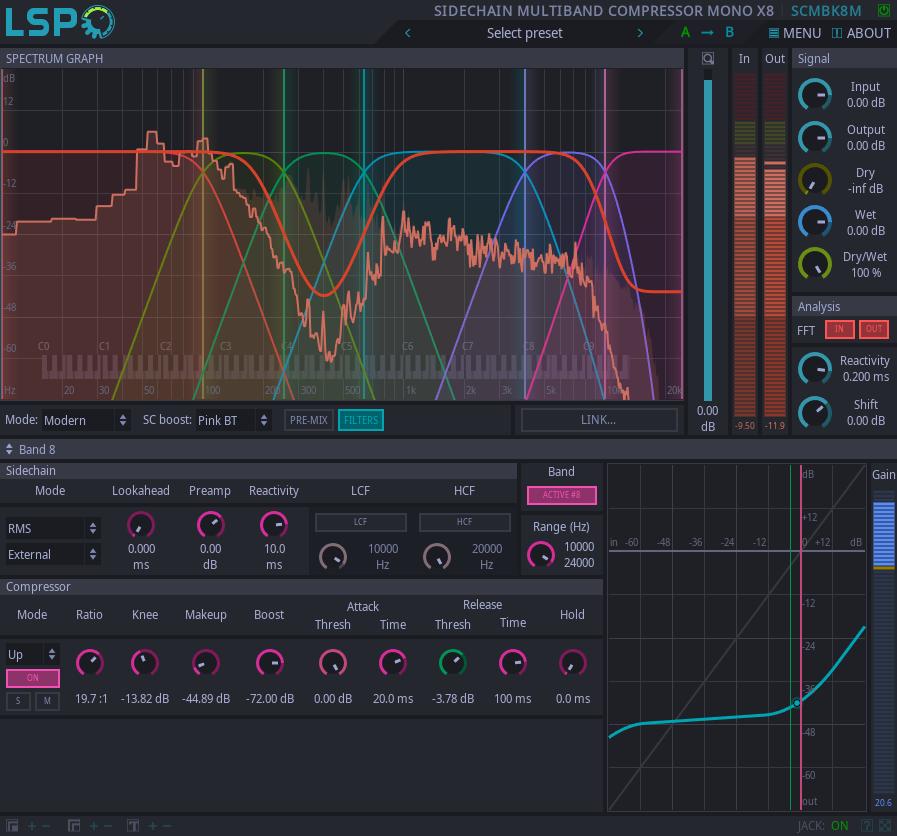 LSP
SIDECHAIN MULTIBAND COMPRESSOR MONO X8 SCMBK8M
< Select preset > A → B MENU ABOUT
SPECTRUM GRAPH
dB
12
0
-12
-24
-36
-48
-60
C0 C1 C2 C3 C4 C5 C6 C7 C8 C9
Hz 20 30 50 100 200 300 500 1k 2k 3k 5k 10k 20k
0.00
dB
In Out
-9.50 -11.9
Signal
Input
0.00 dB
Output
0.00 dB
Dry
-inf dB
Wet
0.00 dB
Dry/Wet
100 %
Analysis
FFT IN OUT
Reactivity
0.200 ms
Shift
0.00 dB
Mode: Modern SC boost: Pink BT PRE-MIX FILTERS LINK...
Band 8
Sidechain
Mode Lookahead Preamp Reactivity LCF HCF
RMS
External
0.000
ms
0.00
dB
10.0
ms
LCF
10000
Hz
HCF
20000
Hz
Band
ACTIVE #8
Range (Hz)
10000
24000
Compressor
Mode Ratio Knee Makeup Boost
Attack
Thresh Time
Release
Thresh Time
Hold
Up
ON
S M
19.7 :1 -13.82 dB -44.89 dB -72.00 dB 0.00 dB 20.0 ms -3.78 dB 100 ms 0.0 ms
dB
+12
in -60 -48 -36 -24 -12 0 +12 dB
-12
-24
-36
-48
-60
out
Gain
20.6
+ - + - + -
JACK: ON ?